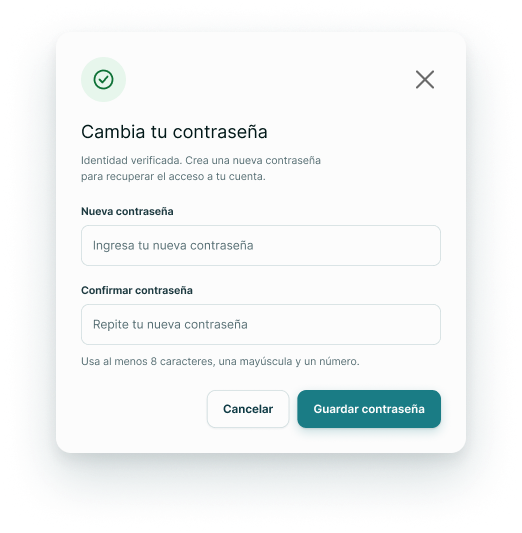 Cambia tu contraseña
Identidad verificada. Crea una nueva contraseña
para recuperar el acceso a tu cuenta.
Nueva contraseña
Ingresa tu nueva contraseña
Confirmar contraseña
Repite tu nueva contraseña
Usa al menos 8 caracteres, una mayúscula y un número.
Cancelar
Guardar contraseña